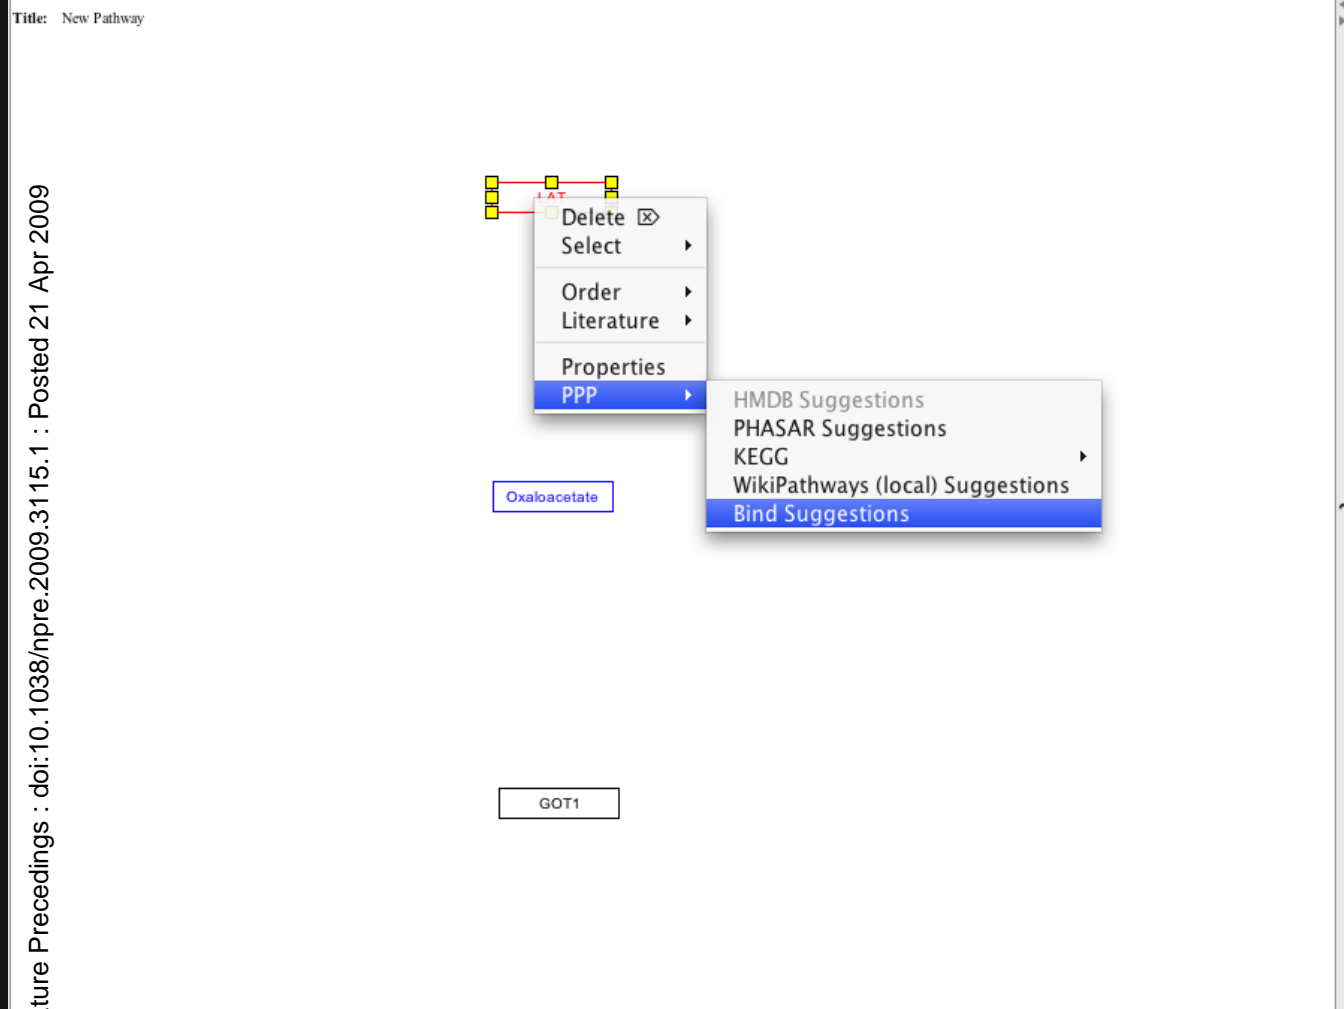 Title: New Pathway
LAT
Delete
Select
Order
Literature
Properties
PPP
HMDB Suggestions
PHASAR Suggestions
KEGG
WikiPathways (local) Suggestions
Bind Suggestions
Oxaloacetate
GOT1
ture Precedings : doi:10.1038/npre.2009.3115.1 : Posted 21 Apr 2009